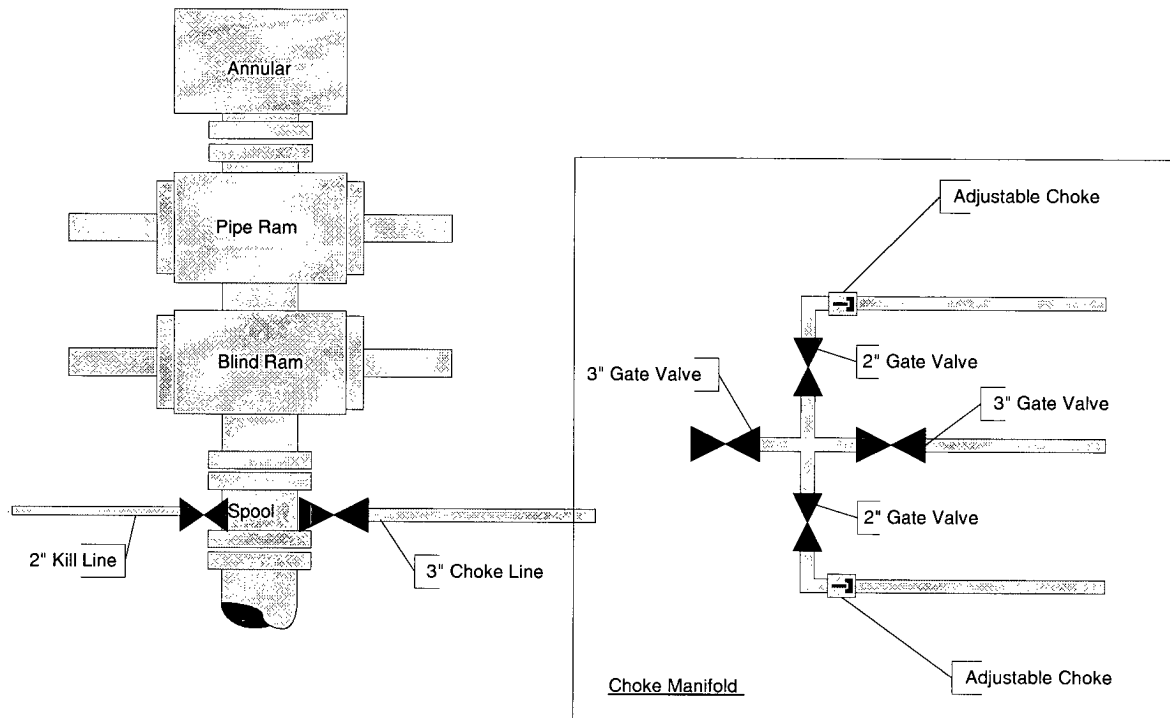 Annular
Pipe Ram
Blind Ram
Spool
2" Kill Line
3" Choke Line
Adjustable Choke
2" Gate Valve
3" Gate Valve
3" Gate Valve
2" Gate Valve
Adjustable Choke
Choke Manifold